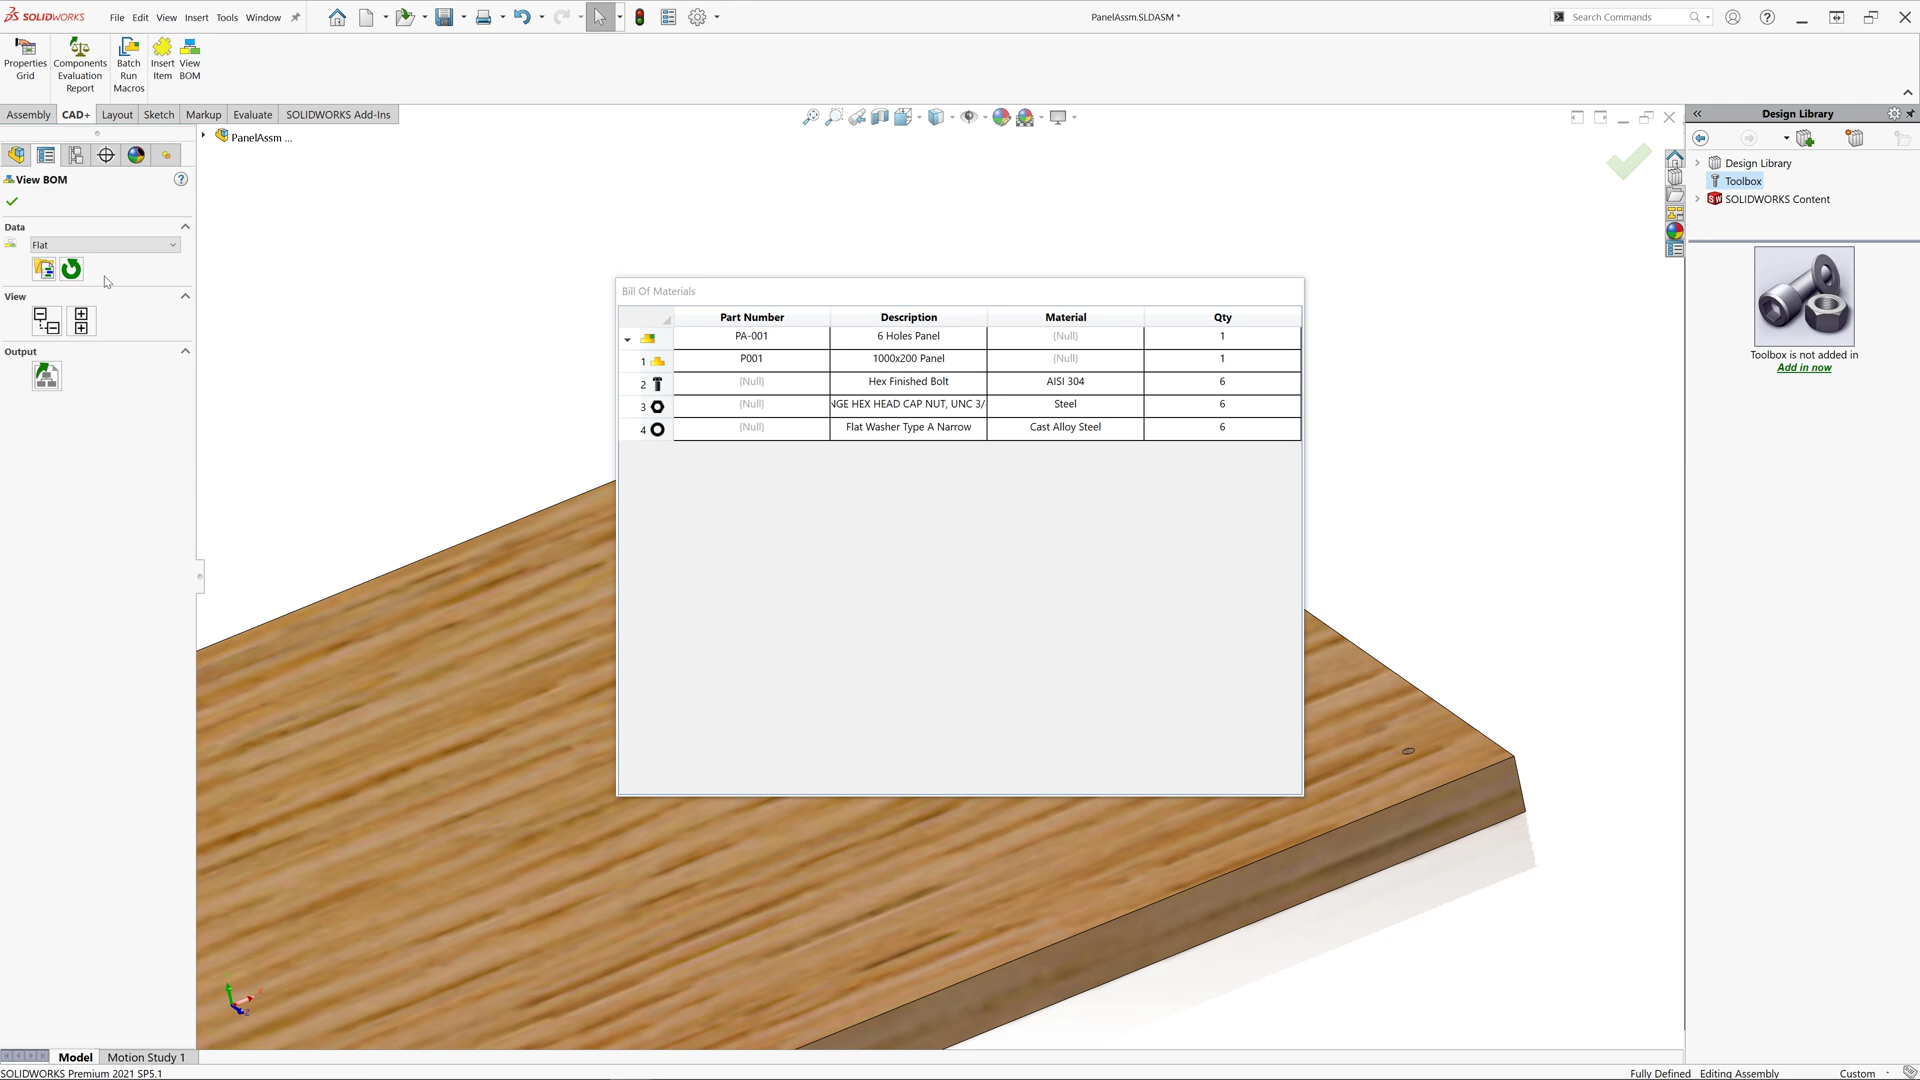 SOLIDWORKS File Edit View Insert Tools Window PanelAssm.SLDASM * Search Commands
Properties Grid
Components Evaluation Report
Batch Run Macros
Insert Item
View BOM
Assembly CAD+ Layout Sketch Markup Evaluate SOLIDWORKS Add-Ins
PanelAssm ...
View BOM
Data
Flat
View
Output
Bill Of Materials
Part Number Description Material Qty
PA-001 6 Holes Panel (Null) 1
1 P001 1000x200 Panel (Null) 1
2 (Null) Hex Finished Bolt AISI 304 6
3 (Null) NGE HEX HEAD CAP NUT, UNC 3/ Steel 6
4 (Null) Flat Washer Type A Narrow Cast Alloy Steel 6
Design Library
Design Library
Toolbox
SOLIDWORKS Content
Toolbox is not added in
Add in now
Model Motion Study 1
SOLIDWORKS Premium 2021 SP5.1 Fully Defined Editing Assembly Custom